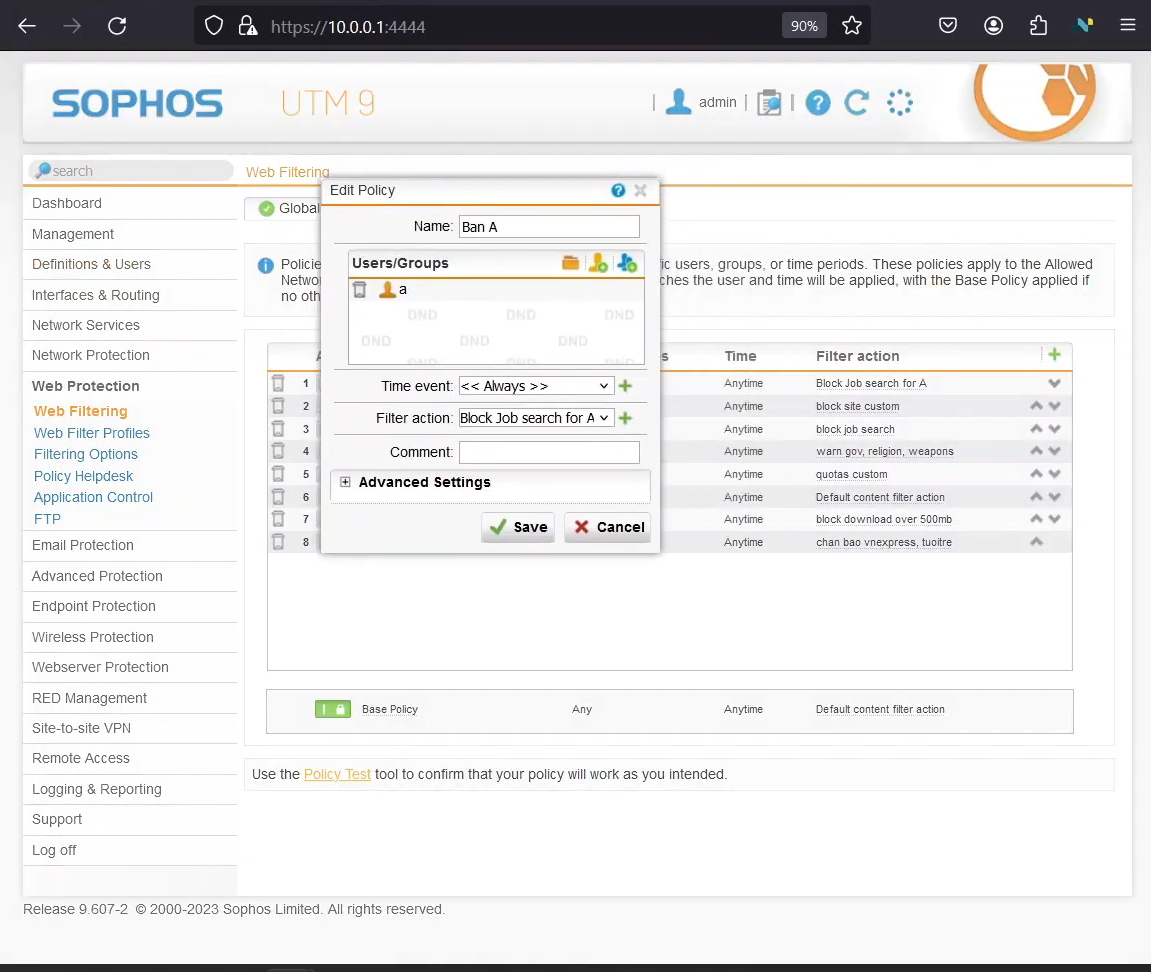 https://10.0.0.1:4444
90%
SOPHOS UTM 9
| admin | |
search
Web Filtering
Dashboard
Management
Definitions & Users
Interfaces & Routing
Network Services
Network Protection
Web Protection
Web Filtering
Web Filter Profiles
Filtering Options
Policy Helpdesk
Application Control
FTP
Email Protection
Advanced Protection
Endpoint Protection
Wireless Protection
Webserver Protection
RED Management
Site-to-site VPN
Remote Access
Logging & Reporting
Support
Log off
Global
Policie
c users, groups, or time periods. These policies apply to the Allowed
Netwo
ches the user and time will be applied, with the Base Policy applied if
no oth
Edit Policy
Name: Ban A
Users/Groups
a
DND DND DND
DND DND DND
DND DND DND
Time event: << Always >>
Filter action: Block Job search for A
Comment:
Advanced Settings
Save Cancel
s Time Filter action
1 Anytime Block Job search for A
2 Anytime block site custom
3 Anytime block job search
4 Anytime warn gov, religion, weapons
5 Anytime quotas custom
6 Anytime Default content filter action
7 Anytime block download over 500mb
8 Anytime chan bao vnexpress, tuoitre
Base Policy Any Anytime Default content filter action
Use the Policy Test tool to confirm that your policy will work as you intended.
Release 9.607-2 © 2000-2023 Sophos Limited. All rights reserved.